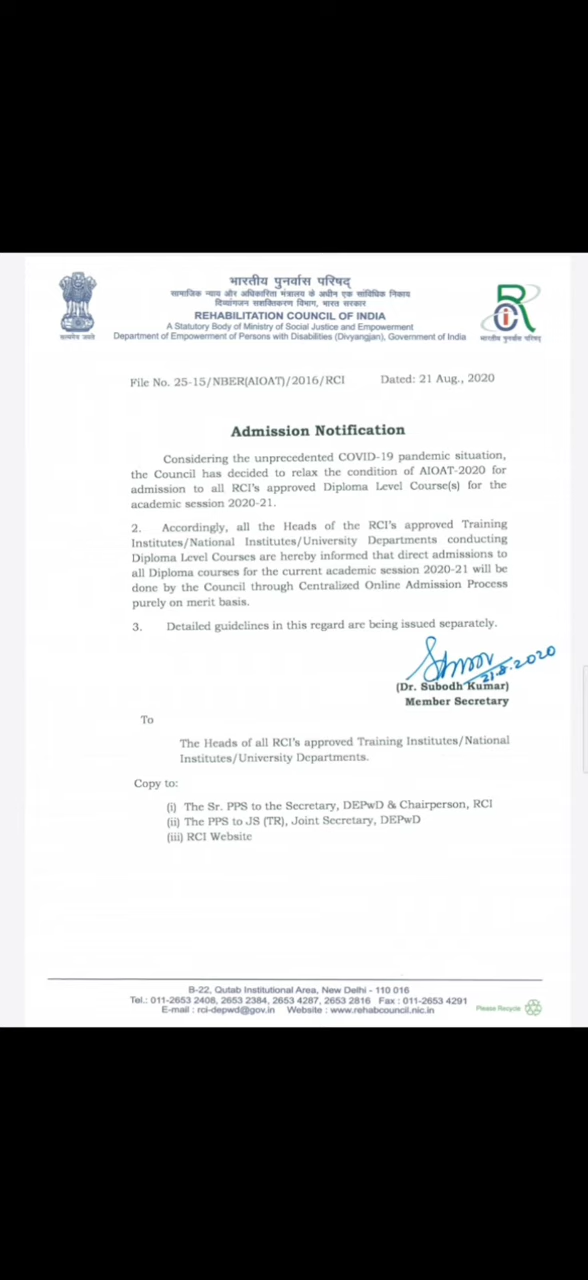 भारतीय पुनर्वास परिषद्
सामाजिक न्याय और अधिकारिता मंत्रालय के अधीन एक सांविधिक निकाय
दिव्यांगजन सशक्तिकरण विभाग, भारत सरकार
REHABILITATION COUNCIL OF INDIA
A Statutory Body of Ministry of Social Justice and Empowerment
Department of Empowerment of Persons with Disabilities (Divyangjan), Government of India
सत्यमेव जयते
भारतीय पुनर्वास परिषद्
File No. 25-15/NBER(AIOAT)/2016/RCI Dated: 21 Aug., 2020
Admission Notification
Considering the unprecedented COVID-19 pandemic situation,
the Council has decided to relax the condition of AIOAT-2020 for
admission to all RCI's approved Diploma Level Course(s) for the
academic session 2020-21.
2. Accordingly, all the Heads of the RCI's approved Training
Institutes/National Institutes/University Departments conducting
Diploma Level Courses are hereby informed that direct admissions to
all Diploma courses for the current academic session 2020-21 will be
done by the Council through Centralized Online Admission Process
purely on merit basis.
3. Detailed guidelines in this regard are being issued separately.
21.8.2020
(Dr. Subodh Kumar)
Member Secretary
To
The Heads of all RCI's approved Training Institutes/National
Institutes/University Departments.
Copy to:
(i) The Sr. PPS to the Secretary, DEPwD & Chairperson, RCI
(ii) The PPS to JS (TR), Joint Secretary, DEPwD
(iii) RCI Website
B-22, Qutab Institutional Area, New Delhi - 110 016
Tel.: 011-2653 2408, 2653 2384, 2653 4287, 2653 2816 Fax : 011-2653 4291
E-mail : rci-depwd@gov.in Website : www.rehabcouncil.nic.in
Please Recycle